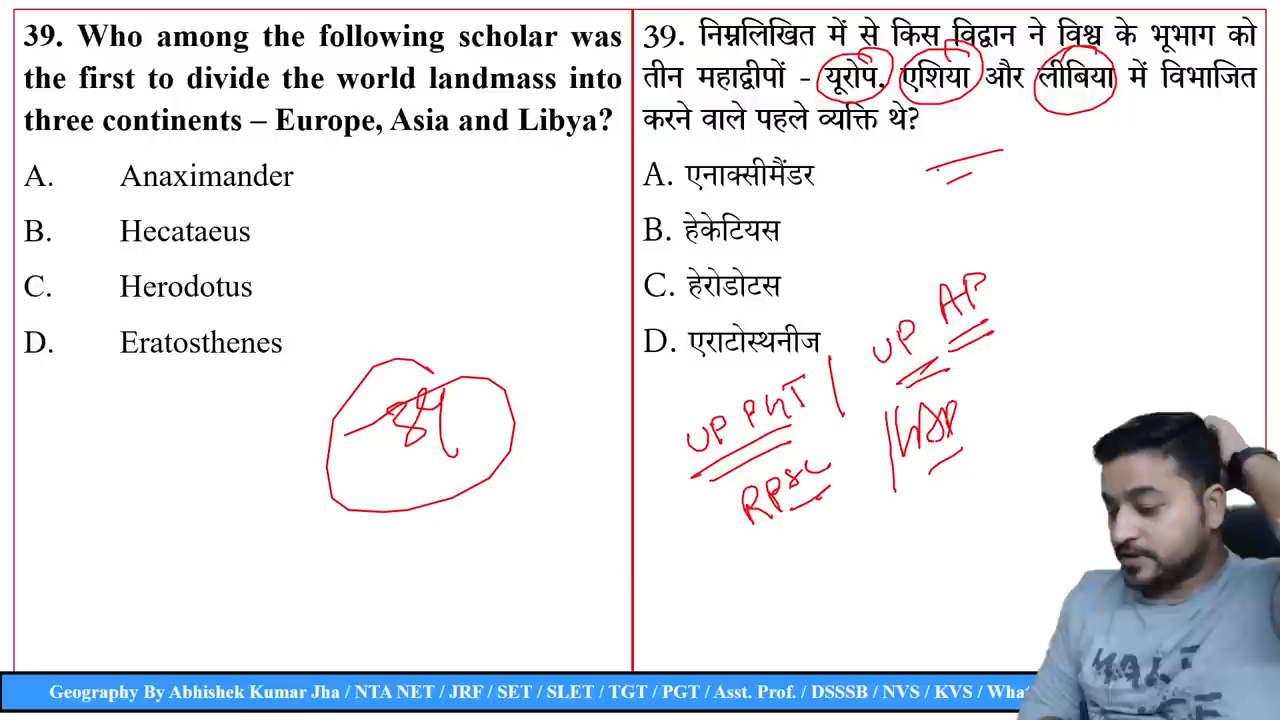 39. Who among the following scholar was
the first to divide the world landmass into
three continents – Europe, Asia and Libya?
A. Anaximander
B. Hecataeus
C. Herodotus
D. Eratosthenes
39. निम्नलिखित में से किस विद्वान ने विश्व के भूभाग को
तीन महाद्वीपों - यूरोप, एशिया और लीबिया में विभाजित
करने वाले पहले व्यक्ति थे?
A. एनाक्सीमैंडर
B. हेकेटियस
C. हेरोडोटस
D. एराटोस्थनीज
UP AP
UP PGT /
RPSC
Geography By Abhishek Kumar Jha / NTA NET / JRF / SET / SLET / TGT / PGT / Asst. Prof. / DSSSB / NVS / KVS / What